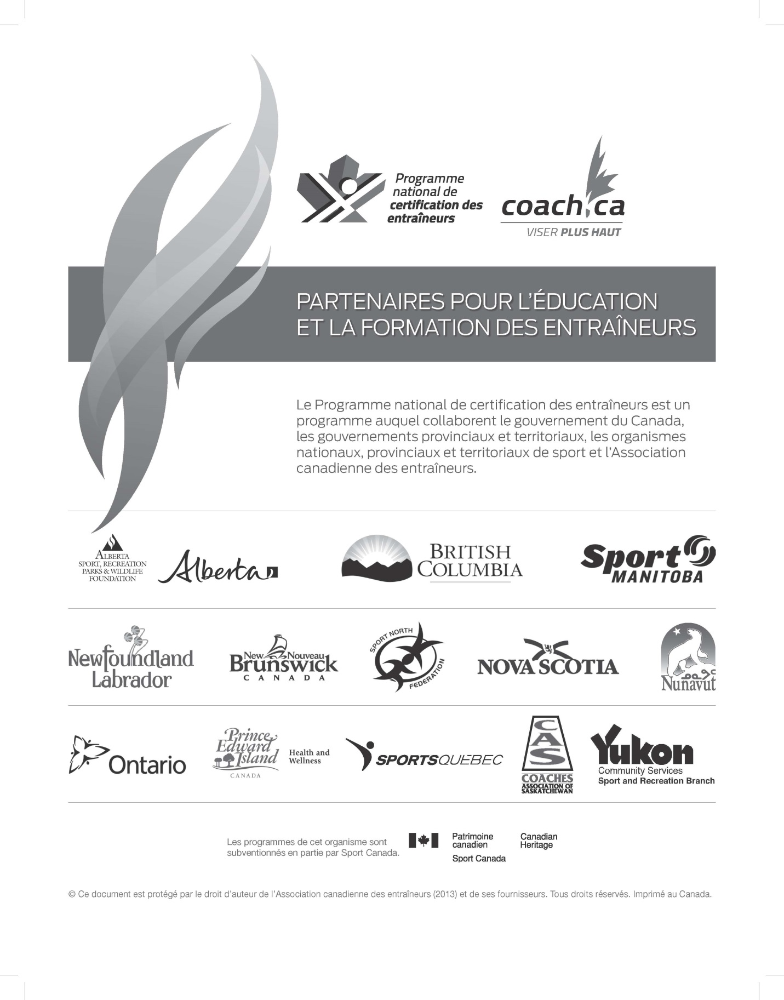 Programme
national de
certification des
entraîneurs
coach.ca
VISER PLUS HAUT
PARTENAIRES POUR L'ÉDUCATION
ET LA FORMATION DES ENTRAÎNEURS
Le Programme national de certification des entraîneurs est un
programme auquel collaborent le gouvernement du Canada,
les gouvernements provinciaux et territoriaux, les organismes
nationaux, provinciaux et territoriaux de sport et l'Association
canadienne des entraîneurs.
ALBERTA
SPORT, RECREATION
PARKS & WILDLIFE
FOUNDATION
Alberta
BRITISH
COLUMBIA
Sport
MANITOBA
Newfoundland
Labrador
New Nouveau
Brunswick
CANADA
SPORT NORTH
FEDERATION
NOVA SCOTIA
ᓄᓇᕗᑦ
Nunavut
Ontario
Prince
Edward
Island
CANADA
Health and
Wellness
SPORTSQUÉBEC
CAS
COACHES
ASSOCIATION OF
SASKATCHEWAN
Yukon
Community Services
Sport and Recreation Branch
Les programmes de cet organisme sont
subventionnés en partie par Sport Canada.
Patrimoine
canadien
Sport Canada
Canadian
Heritage
© Ce document est protégé par le droit d'auteur de l'Association canadienne des entraîneurs (2013) et de ses fournisseurs. Tous droits réservés. Imprimé au Canada.